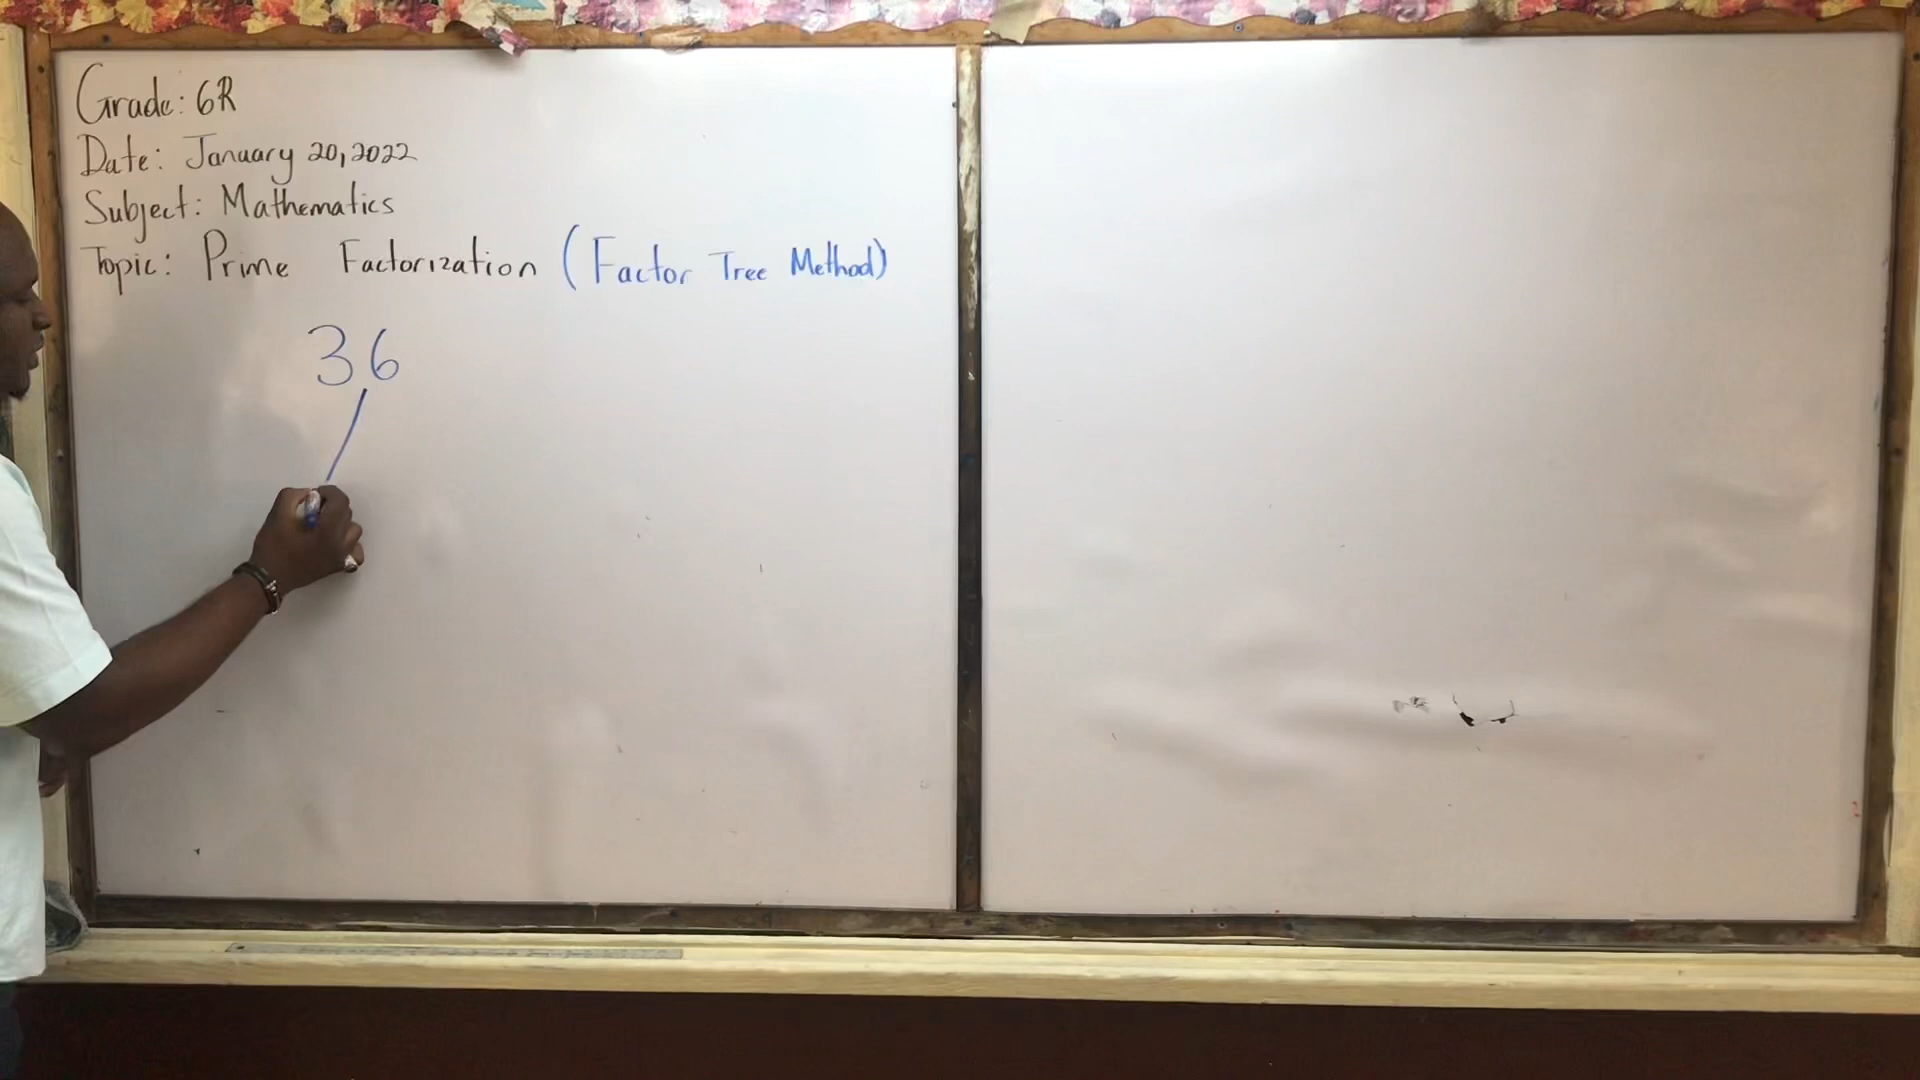 Grade: 6R
Date: January 20, 2022
Subject: Mathematics
Topic: Prime Factorization (Factor Tree Method)
36